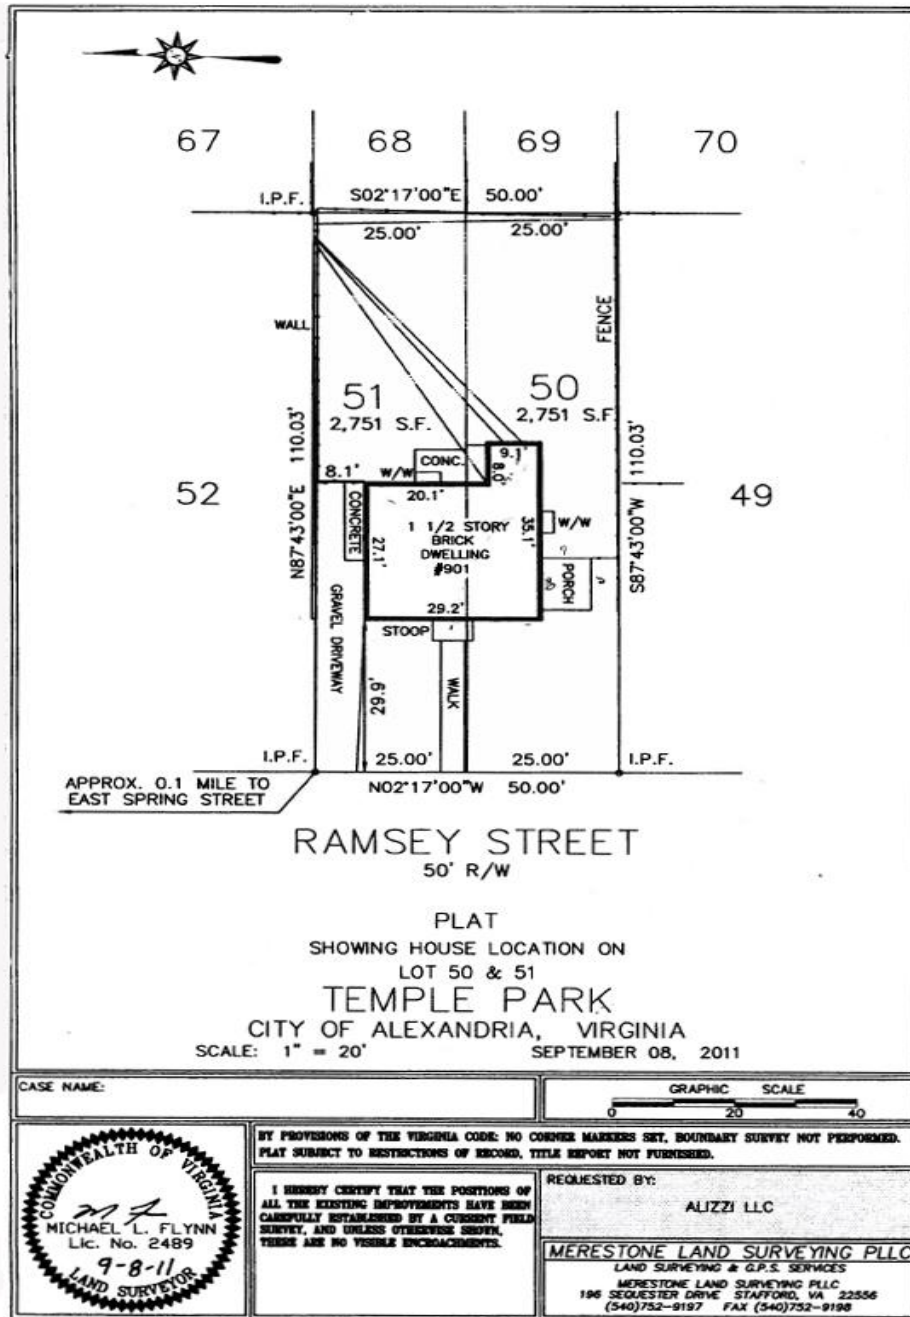 67 68 69 70
I.P.F. S02°17'00"E 50.00'
25.00' 25.00'
WALL
FENCE
51
2,751 S.F.
50
2,751 S.F.
N87°43'00"E 110.03'
S87°43'00"W 110.03'
52
49
8.1'
W/W
CONC.
9.1'
8.0'
20.1'
CONCRETE
27.1'
1 1/2 STORY
BRICK
DWELLING
#901
35.1'
W/W
PORCH
29.2'
GRAVEL DRIVEWAY
STOOP
29.9'
WALK
I.P.F. 25.00' 25.00' I.P.F.
N02°17'00"W 50.00'
APPROX. 0.1 MILE TO
EAST SPRING STREET
RAMSEY STREET
50' R/W
PLAT
SHOWING HOUSE LOCATION ON
LOT 50 & 51
TEMPLE PARK
CITY OF ALEXANDRIA, VIRGINIA
SCALE: 1" = 20' SEPTEMBER 08, 2011
CASE NAME:
GRAPHIC SCALE
0 20 40
COMMONWEALTH OF VIRGINIA
MICHAEL L. FLYNN
Lic. No. 2489
9-8-11
LAND SURVEYOR
BY PROVISIONS OF THE VIRGINIA CODE: NO CORNER MARKERS SET, BOUNDARY SURVEY NOT PERFORMED.
PLAT SUBJECT TO RESTRICTIONS OF RECORD, TITLE REPORT NOT FURNISHED.
I HEREBY CERTIFY THAT THE POSITIONS OF
ALL THE EXISTING IMPROVEMENTS HAVE BEEN
CAREFULLY ESTABLISHED BY A CURRENT FIELD
SURVEY, AND UNLESS OTHERWISE SHOWN,
THERE ARE NO VISIBLE ENCROACHMENTS.
REQUESTED BY:
ALIZZI LLC
MERESTONE LAND SURVEYING PLLC
LAND SURVEYING & G.P.S. SERVICES
MERESTONE LAND SURVEYING PLLC
196 SEQUESTER DRIVE STAFFORD, VA 22556
(540)752-9197 FAX (540)752-9198